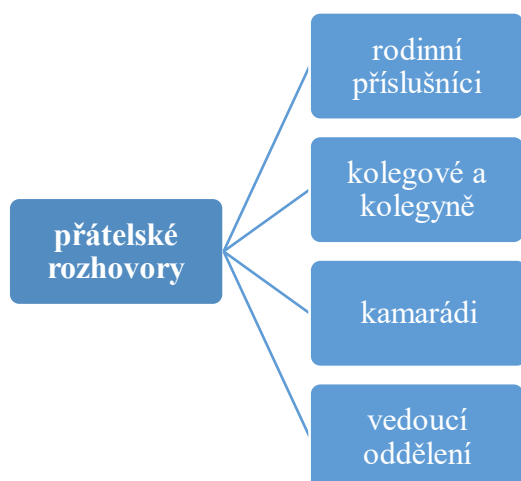 přátelské
rozhovory
rodinní
příslušníci
kolegové a
kolegyně
kamarádi
vedoucí
oddělení